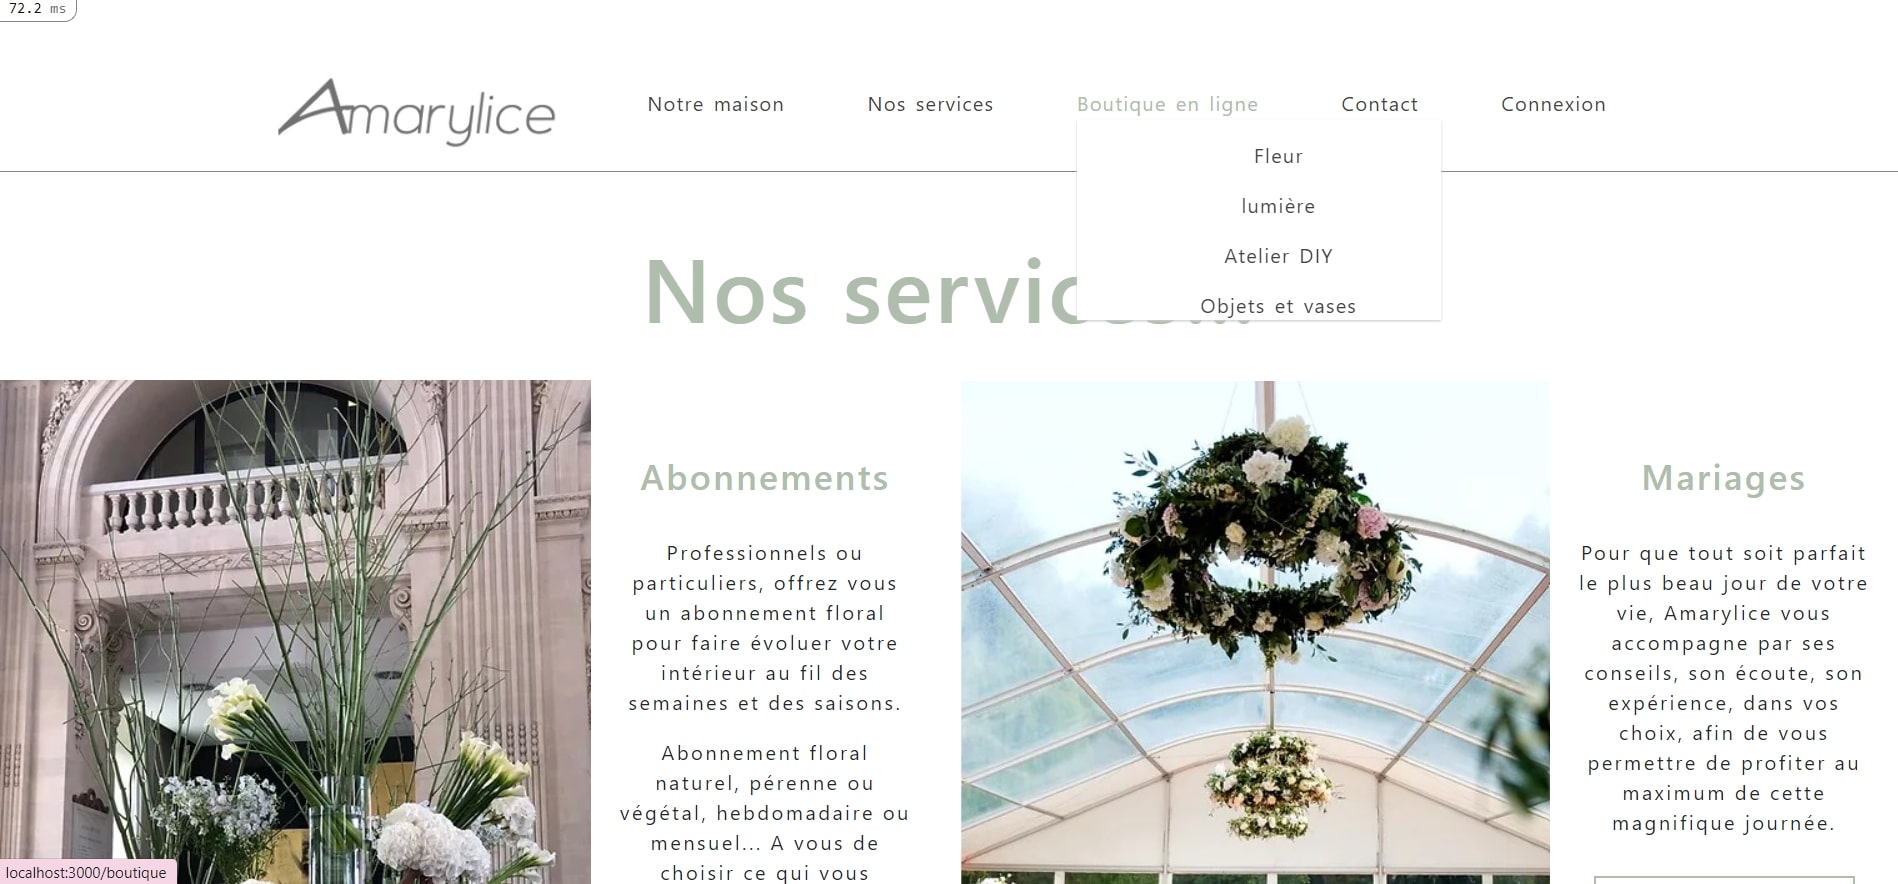 72.2 ms
Amarylice
Notre maison
Nos services
Boutique en ligne
Contact
Connexion
Fleur
lumière
Atelier DIY
Objets et vases
Nos services...
Abonnements
Professionnels ou
particuliers, offrez vous
un abonnement floral
pour faire évoluer votre
intérieur au fil des
semaines et des saisons.
Abonnement floral
naturel, pérenne ou
végétal, hebdomadaire ou
mensuel... A vous de
choisir ce qui vous
Mariages
Pour que tout soit parfait
le plus beau jour de votre
vie, Amarylice vous
accompagne par ses
conseils, son écoute, son
expérience, dans vos
choix, afin de vous
permettre de profiter au
maximum de cette
magnifique journée.
localhost:3000/boutique